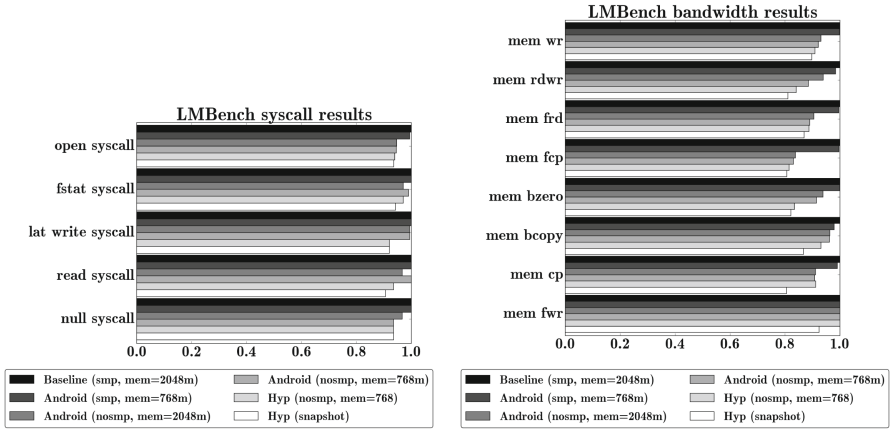 LMBench syscall results
open syscall
fstat syscall
lat write syscall
read syscall
null syscall
0.0 0.2 0.4 0.6 0.8 1.0
Baseline (smp, mem=2048m)
Android (smp, mem=768m)
Android (nosmp, mem=2048m)
Android (nosmp, mem=768m)
Hyp (nosmp, mem=768)
Hyp (snapshot)
LMBench bandwidth results
mem wr
mem rdwr
mem frd
mem fcp
mem bzero
mem bcopy
mem cp
mem fwr
0.0 0.2 0.4 0.6 0.8 1.0
Baseline (smp, mem=2048m)
Android (smp, mem=768m)
Android (nosmp, mem=2048m)
Android (nosmp, mem=768m)
Hyp (nosmp, mem=768)
Hyp (snapshot)